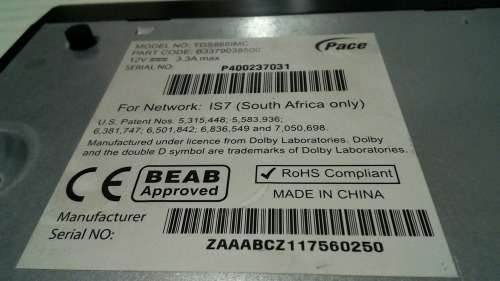 Pace
MODEL NO: TDS865IMC
PART CODE: B3379038500
12V 3.3A max
SERIAL NO:
P400237031
For Network: IS7 (South Africa only)
U.S. Patent Nos. 5,315,448; 5,583,936;
6,381,747; 6,501,842; 6,836,549 and 7,050,698.
Manufactured under licence from Dolby Laboratories. Dolby
and the double D symbol are trademarks of Dolby Laboratories.
CE BEAB
Approved
RoHS Compliant
MADE IN CHINA
Manufacturer
Serial NO:
ZAAABCZ117560250